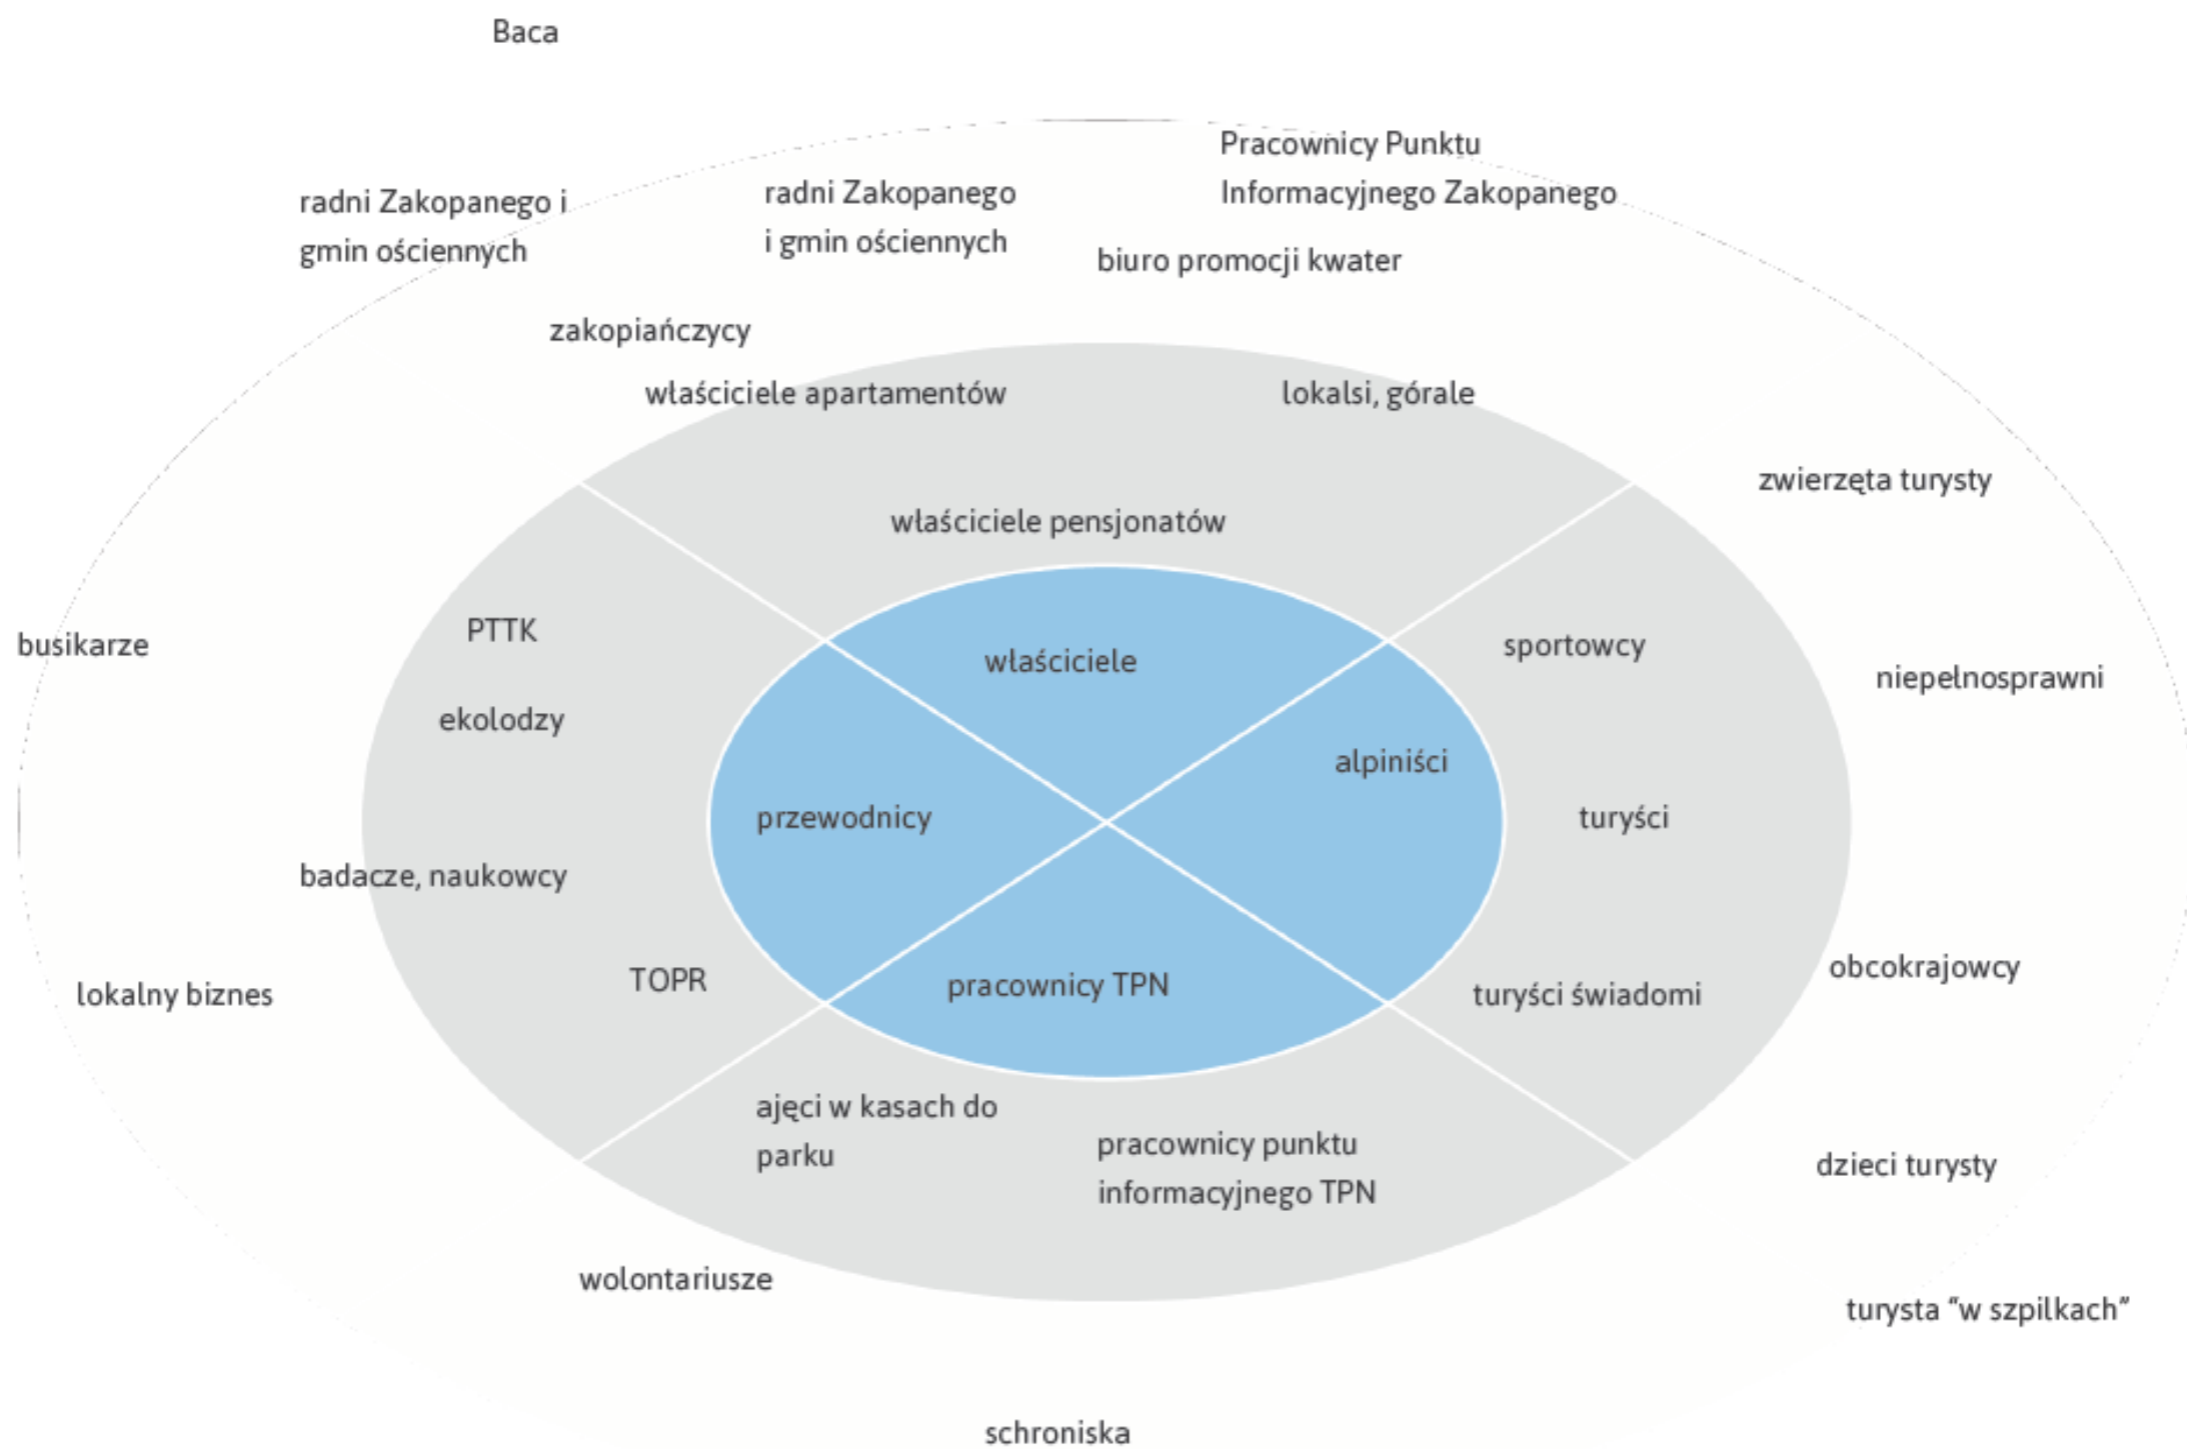 Baca
Pracownicy Punktu
Informacyjnego Zakopanego
radni Zakopanego i
gmin ościennych
radni Zakopanego
i gmin ościennych
biuro promocji kwater
zakopiańczycy
właściciele apartamentów
lokalsi, górale
zwierzęta turysty
właściciele pensjonatów
PTTK
busikarze
właściciele
sportowcy
niepełnosprawni
ekolodzy
alpiniści
przewodnicy
turyści
badacze, naukowcy
TOPR
pracownicy TPN
obcokrajowcy
lokalny biznes
turyści świadomi
ajęci w kasach do
parku
pracownicy punktu
informacyjnego TPN
dzieci turysty
wolontariusze
turysta “w szpilkach”
schroniska